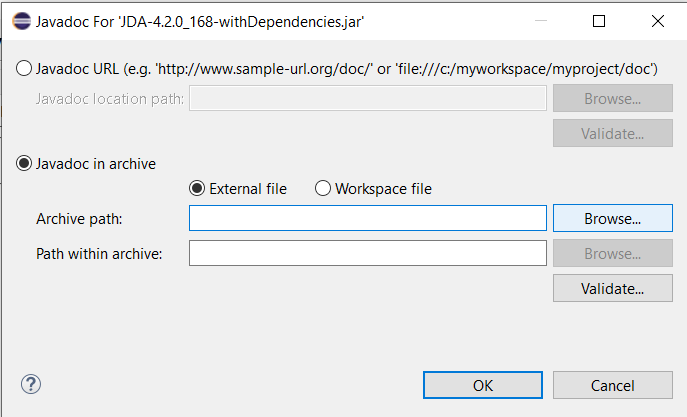 Javadoc For 'JDA-4.2.0_168-withDependencies.jar'
Javadoc URL (e.g. 'http://www.sample-url.org/doc/' or 'file:///c:/myworkspace/myproject/doc')
Javadoc location path: Browse...
Validate...
Javadoc in archive
External file Workspace file
Archive path: Browse...
Path within archive: Browse...
Validate...
? OK Cancel